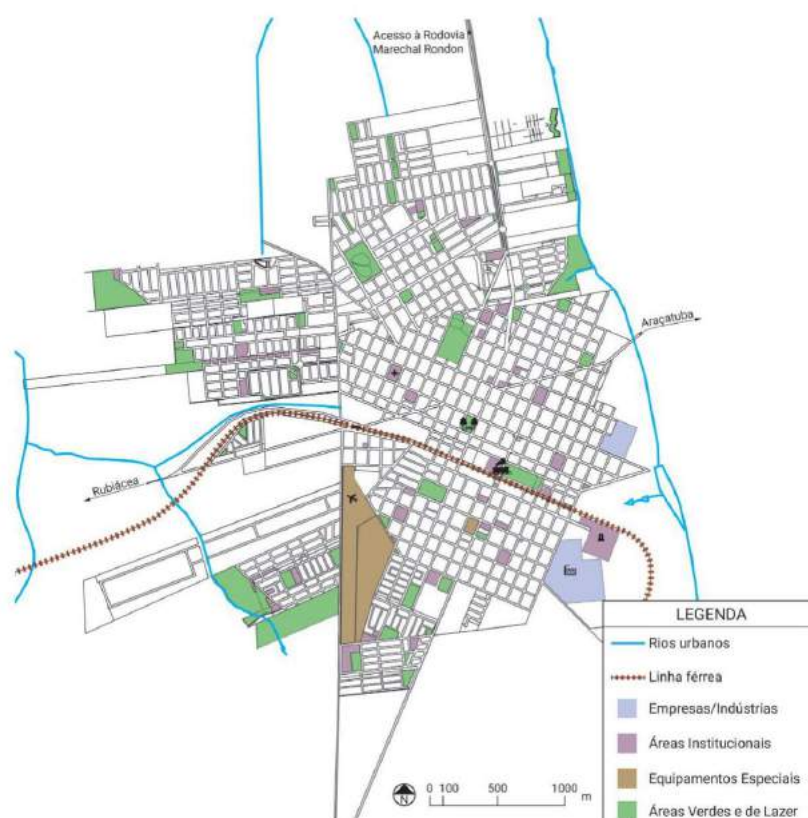 Acesso à Rodovia
Marechal Rondon
Araçatuba
Rubiácea
LEGENDA
Rios urbanos
Linha férrea
Empresas/Indústrias
Áreas Institucionais
Equipamentos Especiais
Áreas Verdes e de Lazer
N
0 100 500 1000
m